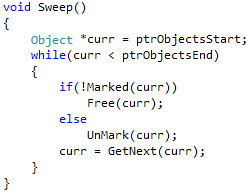 void Sweep()
{
    Object *curr = ptrObjectsStart;
    while(curr < ptrObjectsEnd)
    {
        if(!Marked(curr))
            Free(curr);
        else
            UnMark(curr);
        curr = GetNext(curr);
    }
}